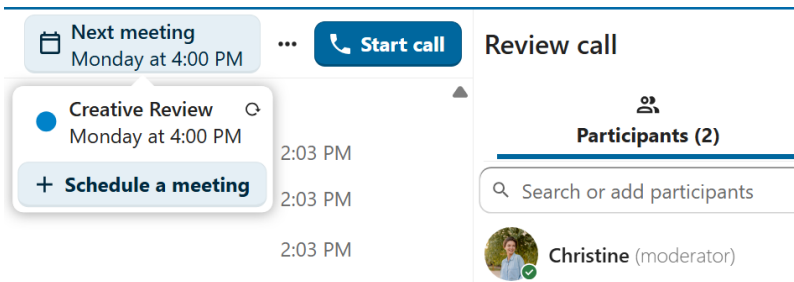 Next meeting
Monday at 4:00 PM
Start call
Review call
Creative Review
Monday at 4:00 PM
Schedule a meeting
2:03 PM
2:03 PM
2:03 PM
Participants (2)
Search or add participants
Christine (moderator)